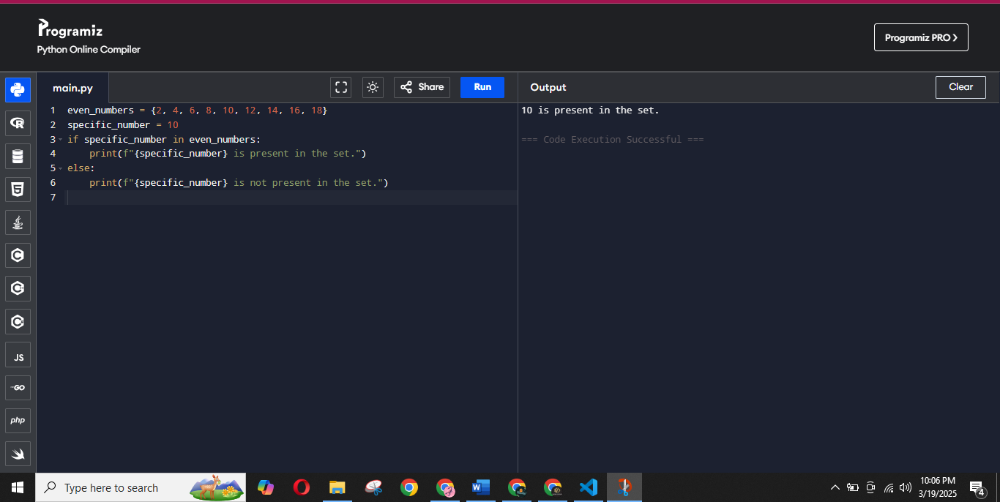 Programiz
Python Online Compiler
Programiz PRO ❯
main.py
Share
Run
Output
Clear
1 even_numbers = {2, 4, 6, 8, 10, 12, 14, 16, 18}
2 specific_number = 10
3 if specific_number in even_numbers:
4     print(f"{specific_number} is present in the set.")
5 else:
6     print(f"{specific_number} is not present in the set.")
7
10 is present in the set.
=== Code Execution Successful ===
JS
GO
php
Type here to search
10:06 PM
3/19/2025
4